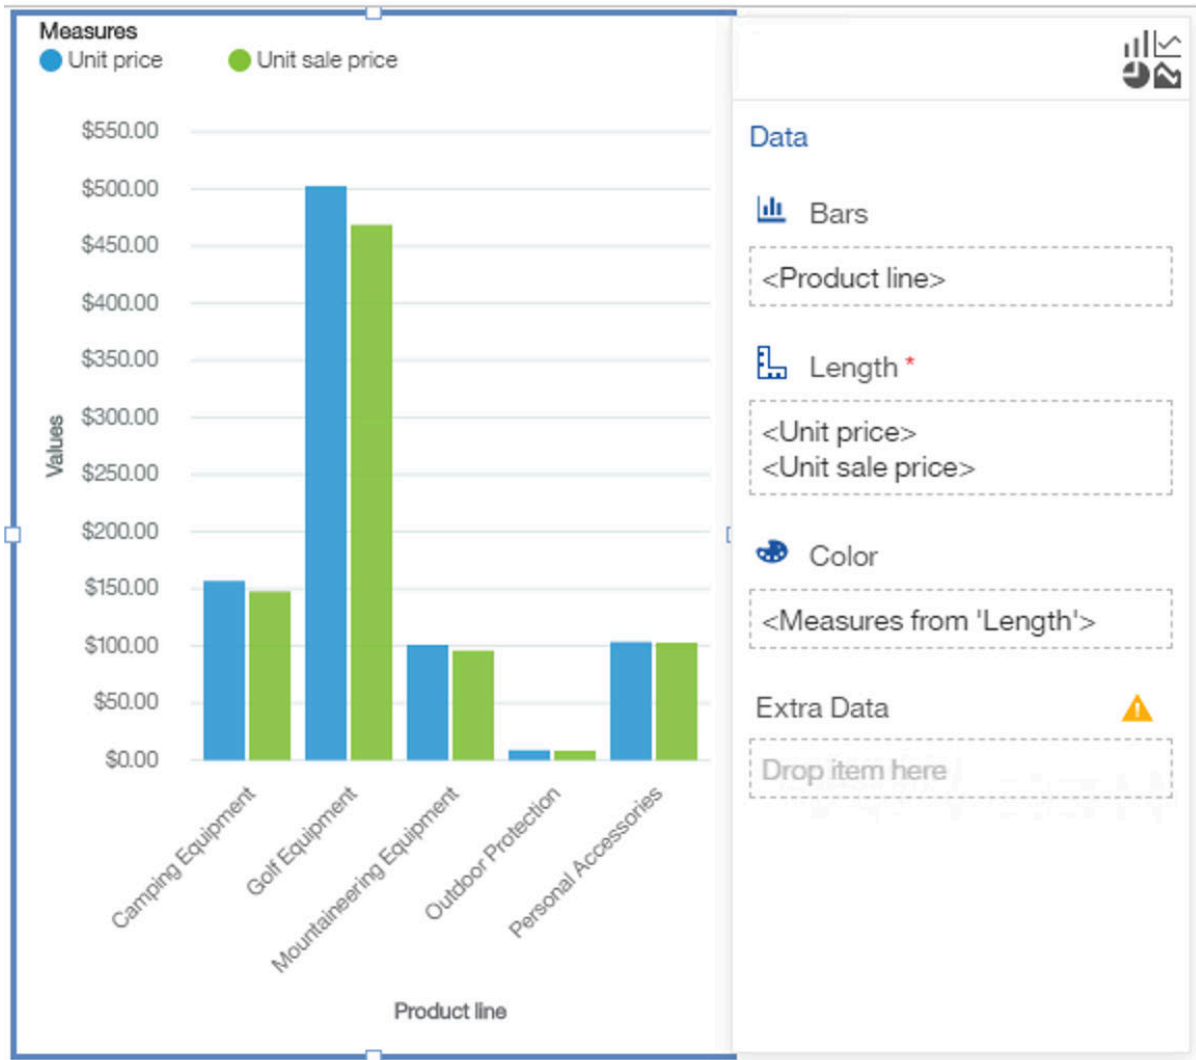 Measures
Unit price
Unit sale price
$550.00
$500.00
$450.00
$400.00
$350.00
$300.00
$250.00
$200.00
$150.00
$100.00
$50.00
$0.00
Values
Camping Equipment
Golf Equipment
Mountaineering Equipment
Outdoor Protection
Personal Accessories
Product line
Data
Bars
<Product line>
Length *
<Unit price>
<Unit sale price>
Color
<Measures from 'Length'>
Extra Data
Drop item here